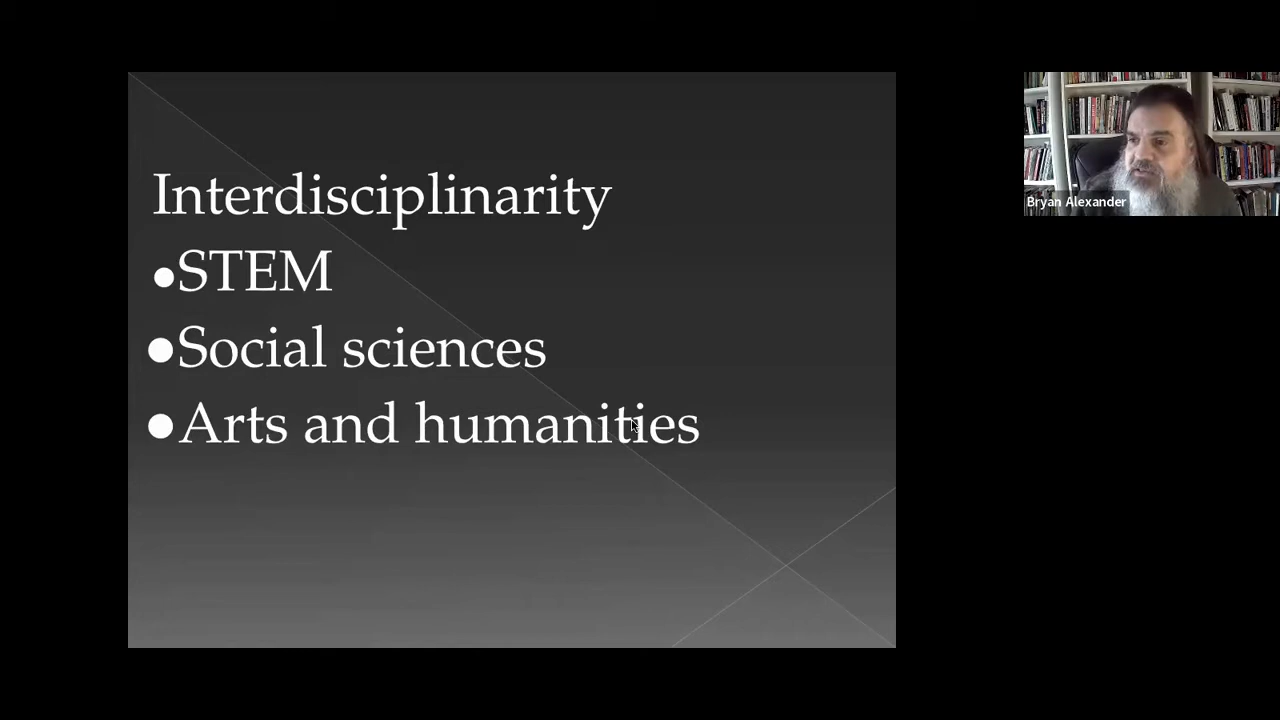 Interdisciplinarity
●STEM
●Social sciences
●Arts and humanities
Bryan Alexander